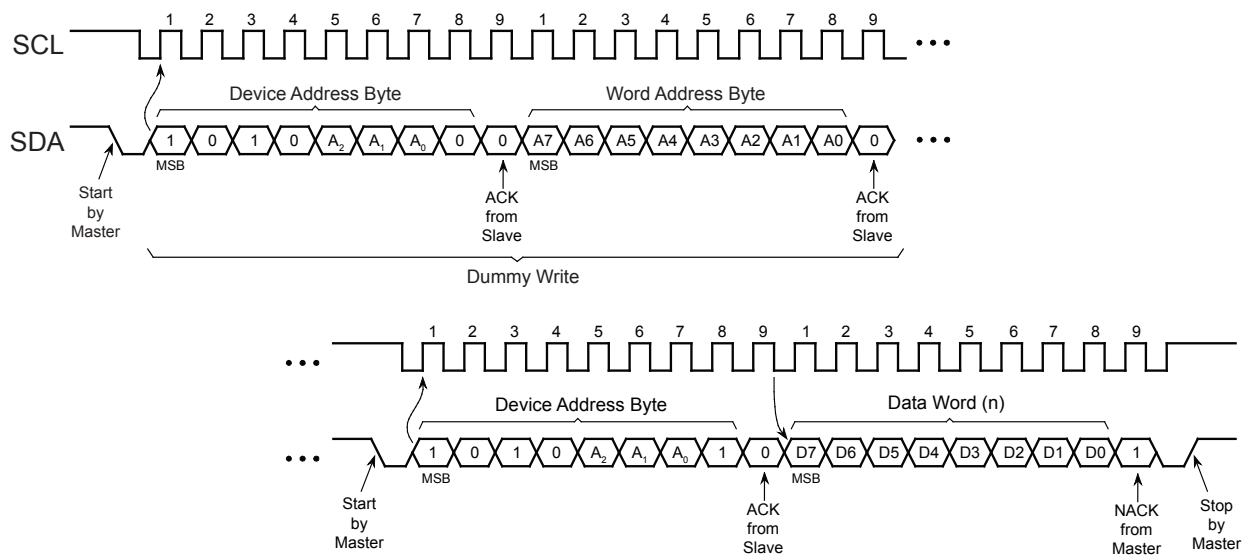 1 2 3 4 5 6 7 8 9 1 2 3 4 5 6 7 8 9
SCL
Device Address Byte Word Address Byte
SDA 1 0 1 0 A₂ A₁ A₀ 0 0 A7 A6 A5 A4 A3 A2 A1 A0 0
MSB MSB
Start
by
Master
ACK
from
Slave
ACK
from
Slave
Dummy Write
1 2 3 4 5 6 7 8 9 1 2 3 4 5 6 7 8 9
Device Address Byte Data Word (n)
1 0 1 0 A₂ A₁ A₀ 1 0 D7 D6 D5 D4 D3 D2 D1 D0 1
MSB MSB
Start
by
Master
ACK
from
Slave
NACK
from
Master
Stop
by
Master